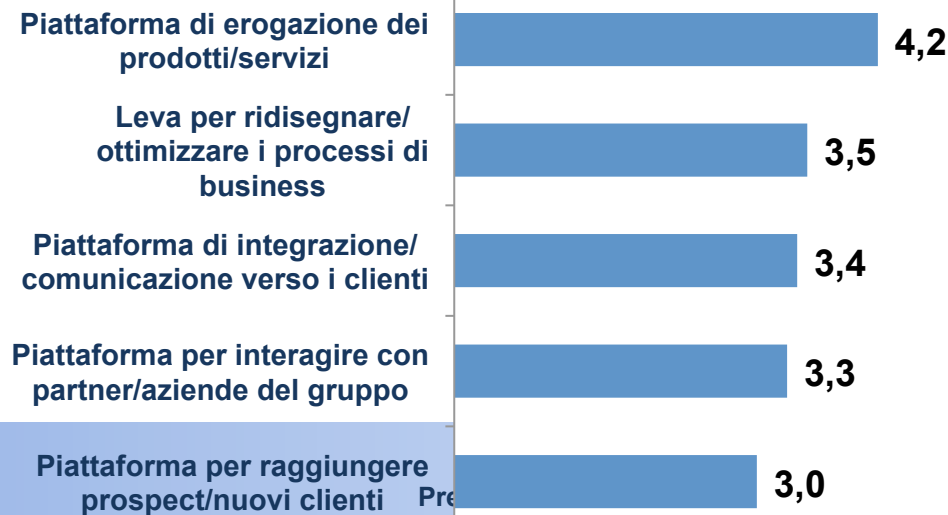 Piattaforma di erogazione dei
prodotti/servizi
4,2
Leva per ridisegnare/
ottimizzare i processi di
business
3,5
Piattaforma di integrazione/
comunicazione verso i clienti
3,4
Piattaforma per interagire con
partner/aziende del gruppo
3,3
Piattaforma per raggiungere
prospect/nuovi clienti
3,0